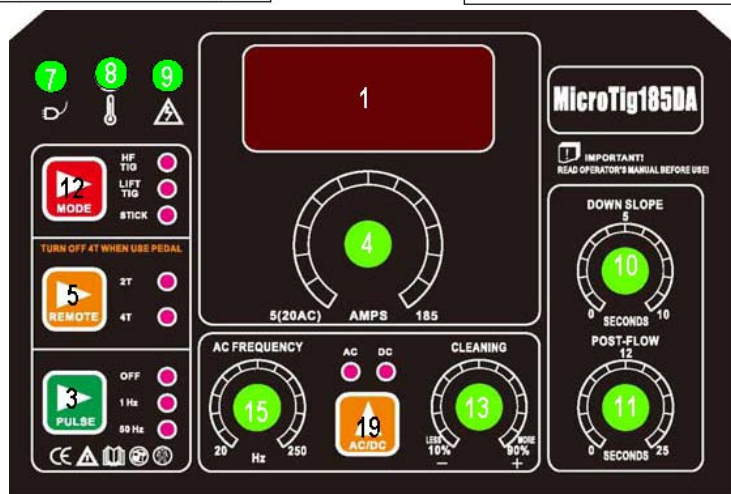 7
8
9
1
MicroTig185DA
! IMPORTANT!
READ OPERATOR'S MANUAL BEFORE USE!
12
MODE
HF
TIG
LIFT
TIG
STICK
TURN OFF 4T WHEN USE PEDAL
5
REMOTE
2T
4T
3
PULSE
OFF
1 Hz
50 Hz
CE
4
5(20AC) AMPS 185
AC FREQUENCY
15
20 Hz 250
AC DC
19
AC/DC
CLEANING
13
LESS MORE
10% 90%
− +
DOWN SLOPE
5
10
0 SECONDS 10
POST-FLOW
12
11
0 SECONDS 25